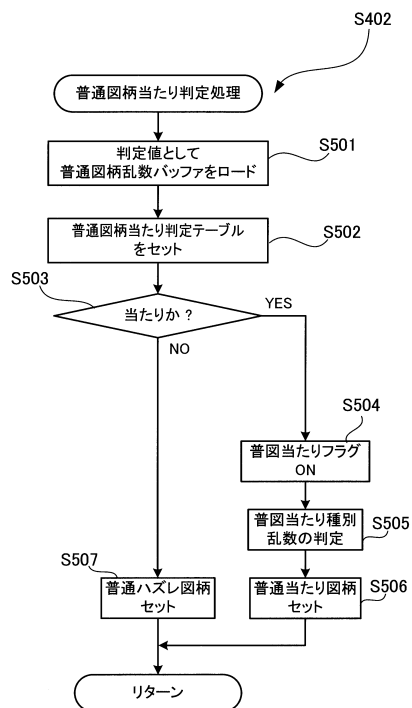 S402
普通図柄当たり判定処理
判定値として
普通図柄乱数バッファをロード
S501
普通図柄当たり判定テーブル
をセット
S502
S503
当たりか？
YES
NO
S504
普図当たりフラグ
ON
普図当たり種別
乱数の判定
S505
S507
普通ハズレ図柄
セット
普通当たり図柄
セット
S506
リターン